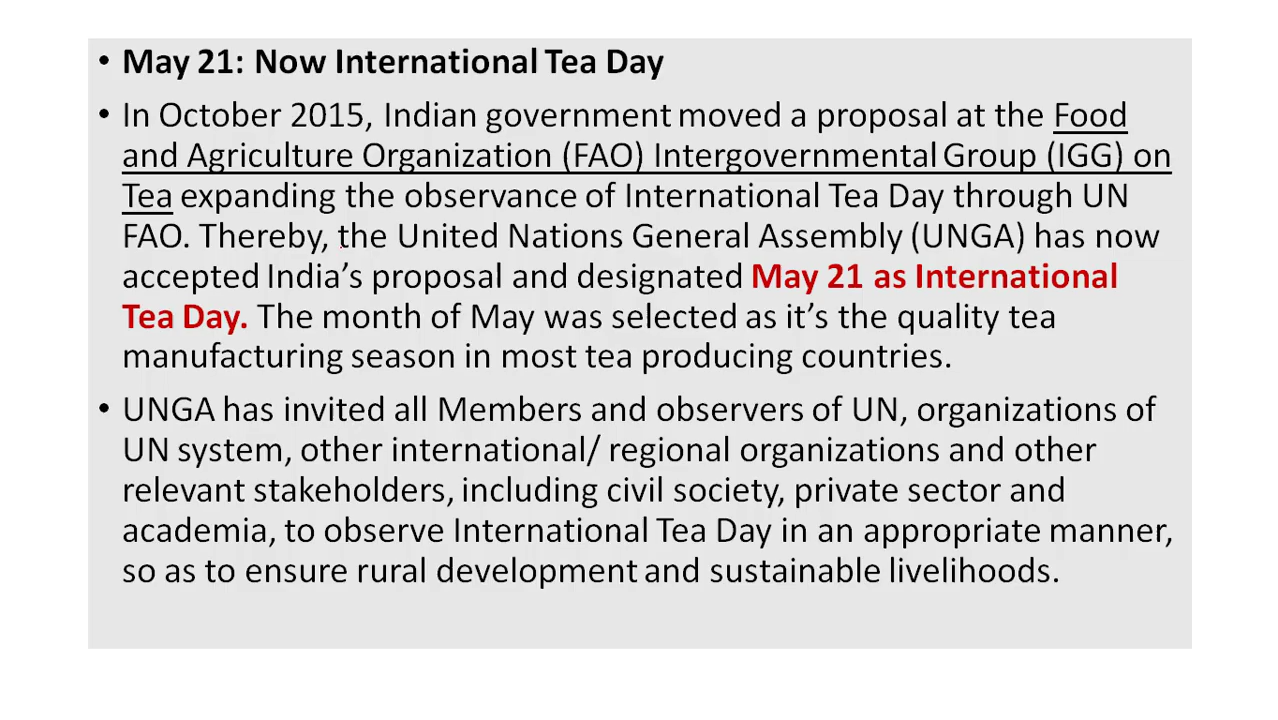 • May 21: Now International Tea Day
• In October 2015, Indian government moved a proposal at the Food
and Agriculture Organization (FAO) Intergovernmental Group (IGG) on
Tea expanding the observance of International Tea Day through UN
FAO. Thereby, the United Nations General Assembly (UNGA) has now
accepted India’s proposal and designated May 21 as International
Tea Day. The month of May was selected as it’s the quality tea
manufacturing season in most tea producing countries.
• UNGA has invited all Members and observers of UN, organizations of
UN system, other international/ regional organizations and other
relevant stakeholders, including civil society, private sector and
academia, to observe International Tea Day in an appropriate manner,
so as to ensure rural development and sustainable livelihoods.